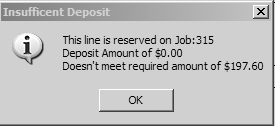 Insufficent Deposit
This line is reserved on Job:315
Deposit Amount of $0.00
Doesn't meet required amount of $197.60
OK